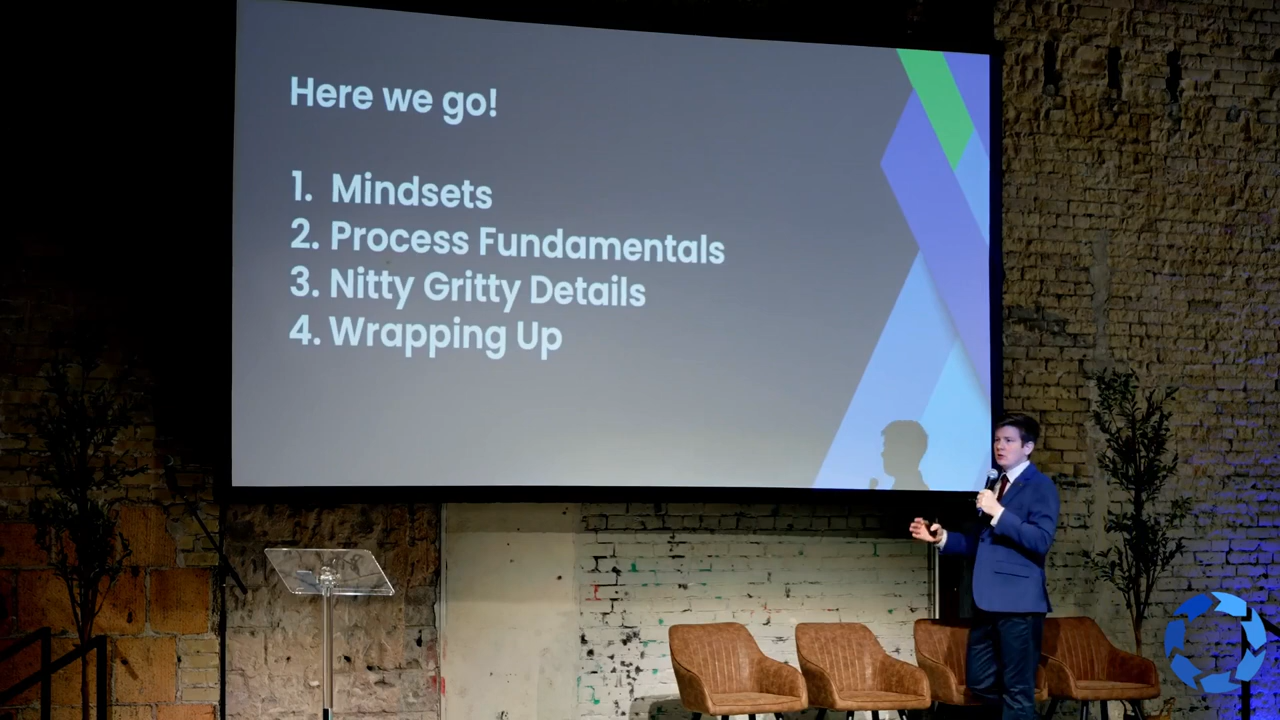 Here we go!
1. Mindsets
2. Process Fundamentals
3. Nitty Gritty Details
4. Wrapping Up